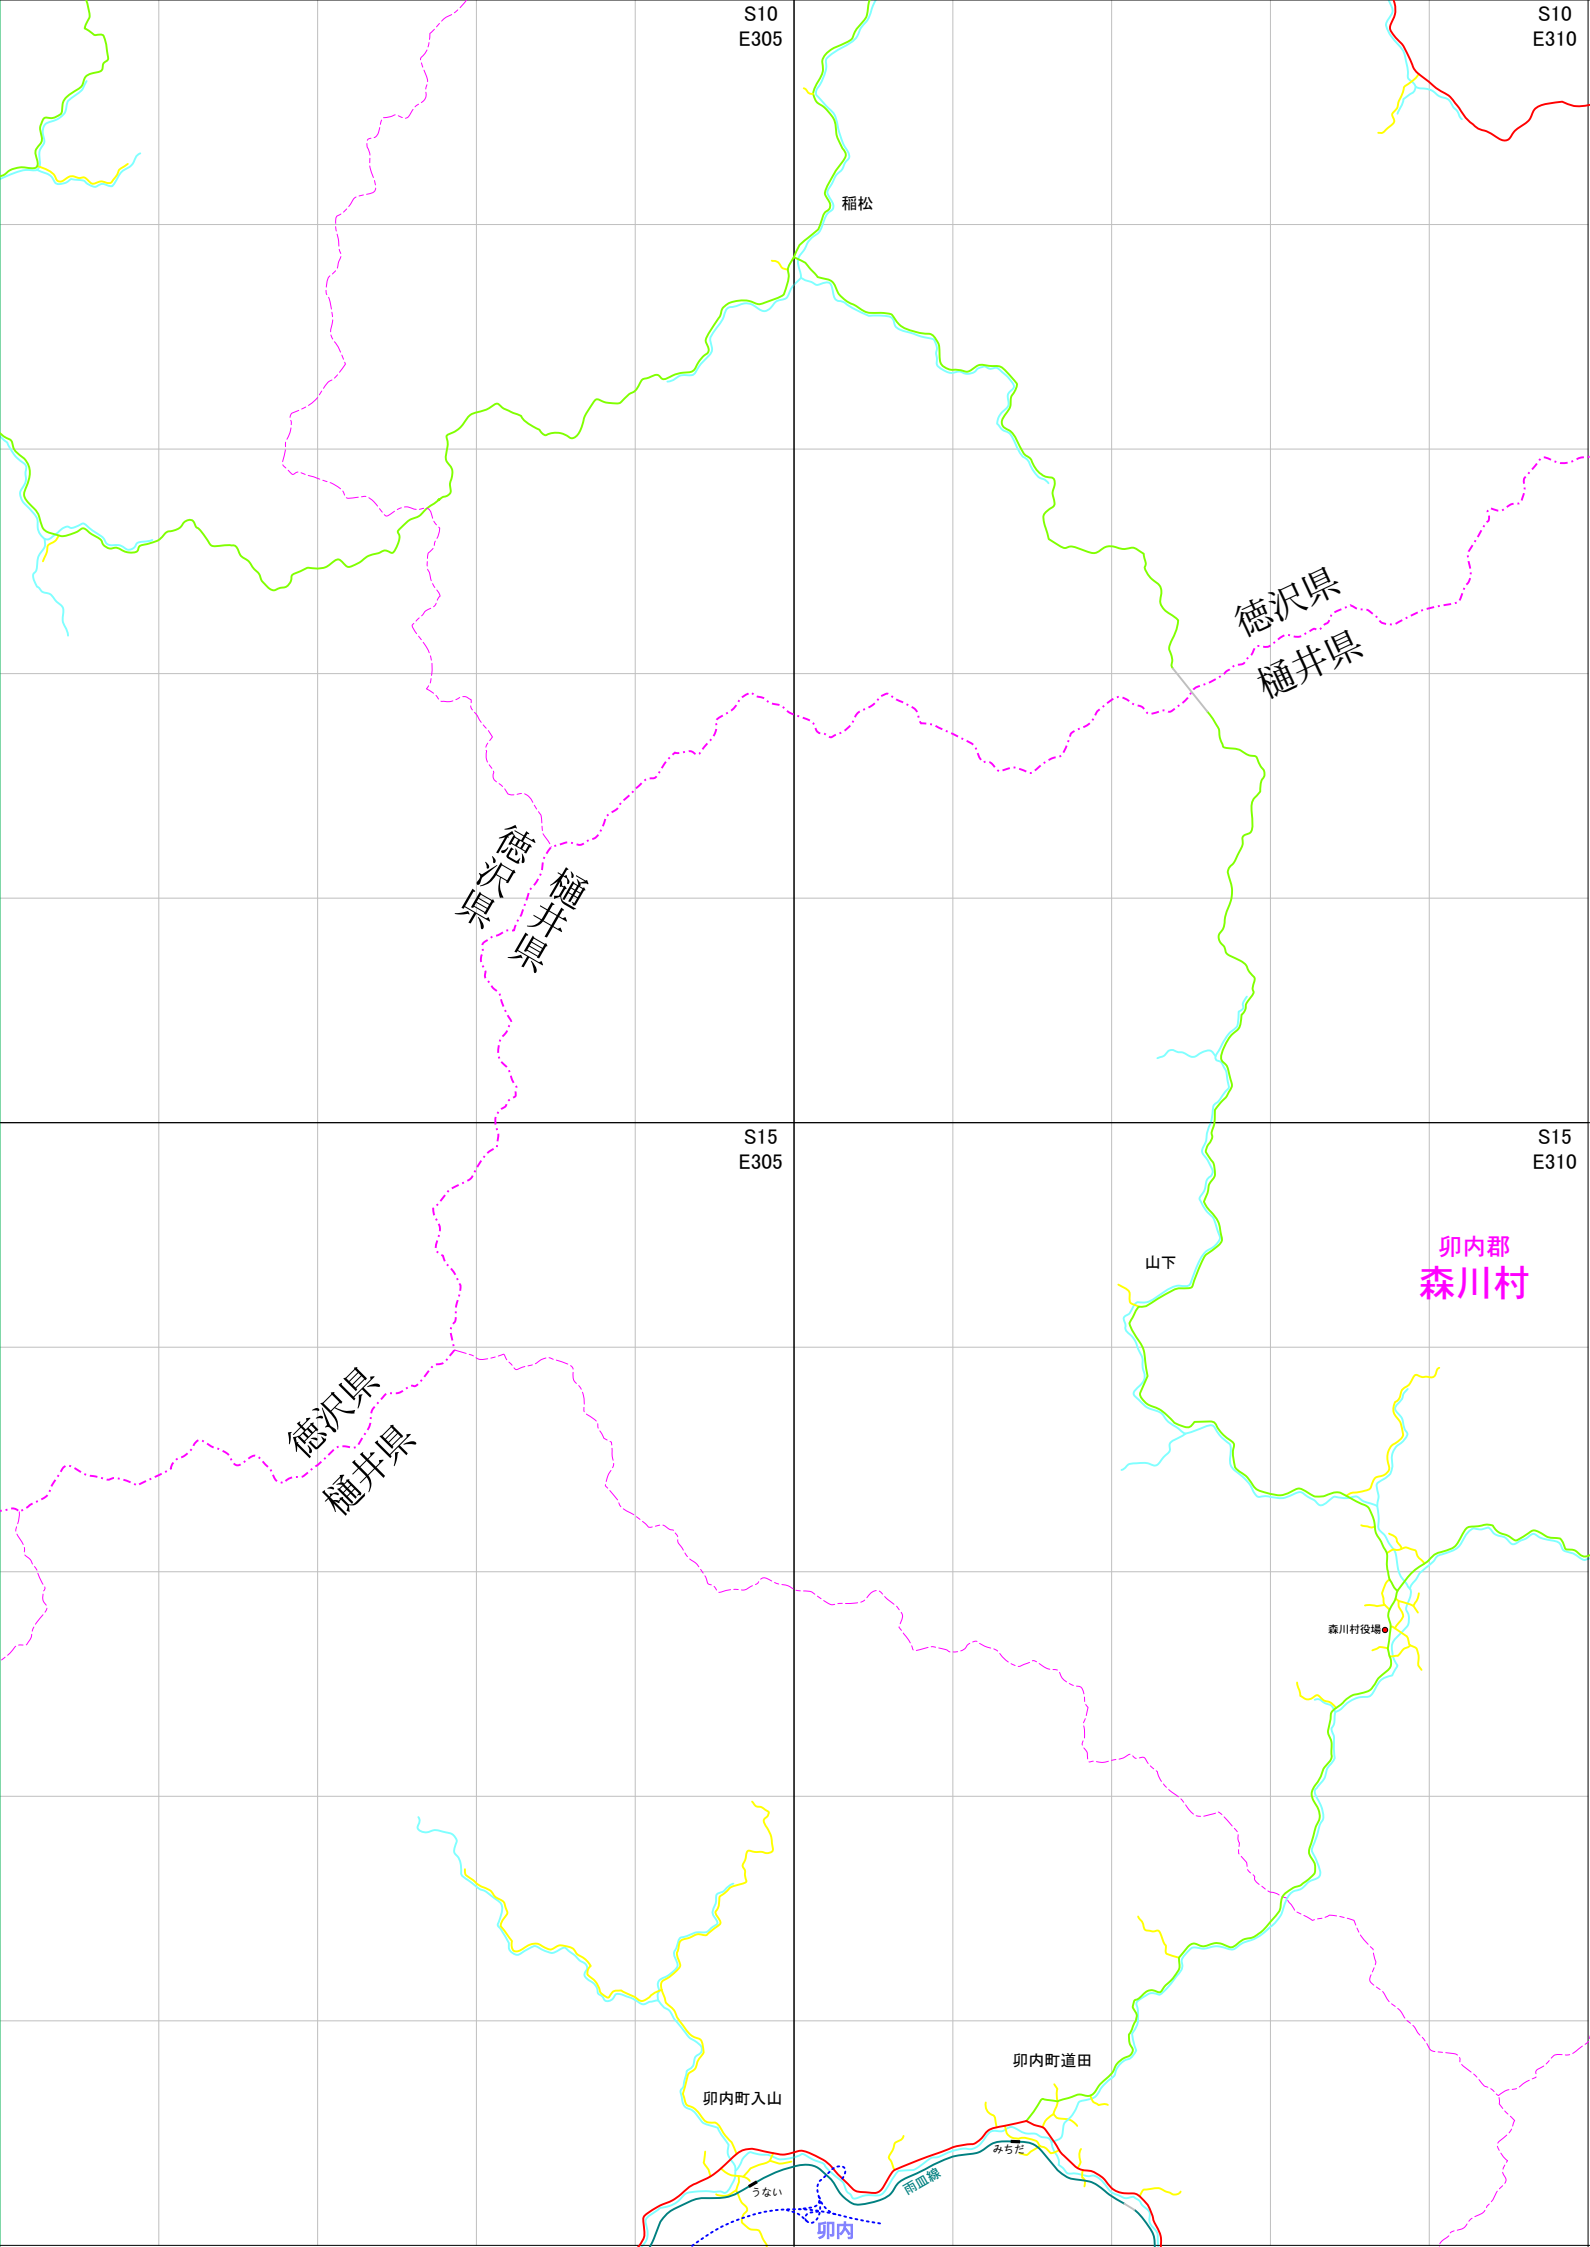 S10
E305
S10
E310
稲松
徳沢県
樋井県
徳沢県
樋井県
S15
E305
S15
E310
卯内郡
森川村
山下
徳沢県
樋井県
森川村役場
卯内町道田
卯内町入山
みちだ
雨皿線
うない
卯内